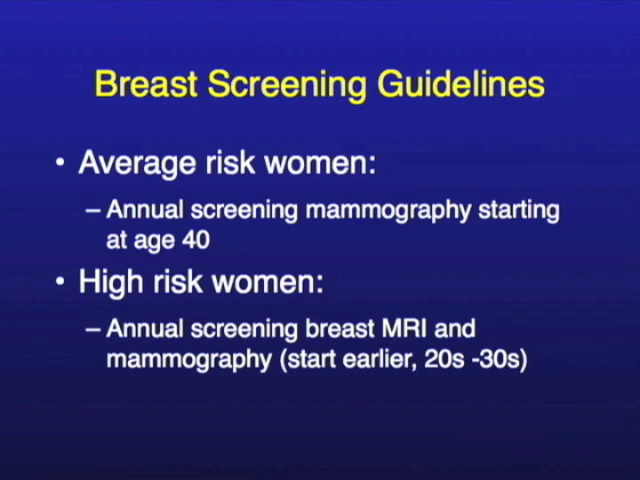 Breast Screening Guidelines
• Average risk women:
– Annual screening mammography starting
at age 40
• High risk women:
– Annual screening breast MRI and
mammography (start earlier, 20s -30s)